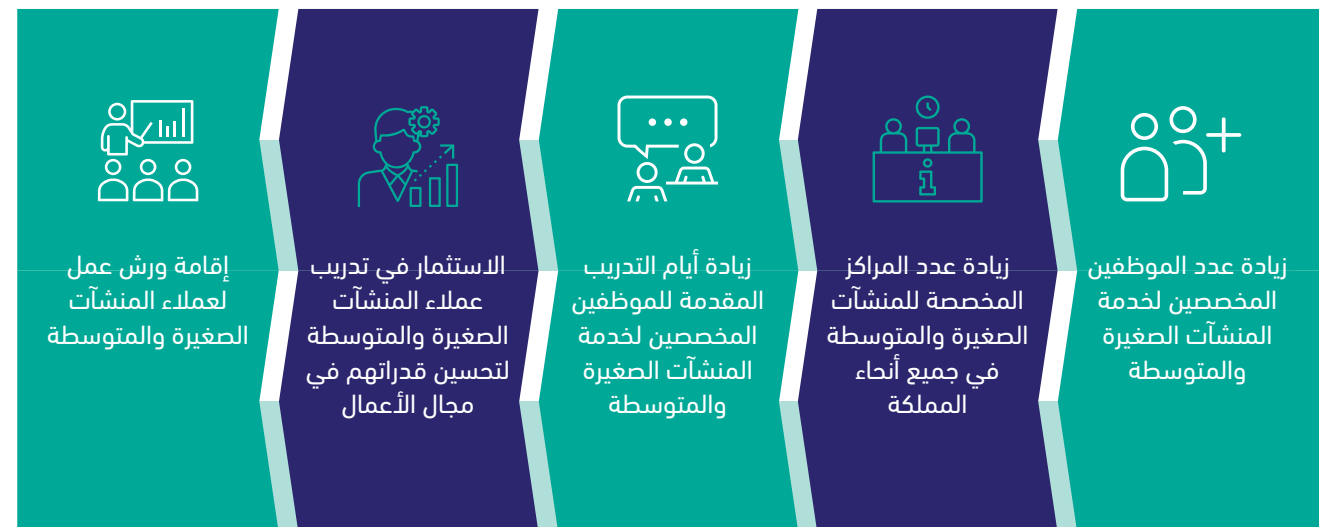 زيادة عدد الموظفين
المخصصين لخدمة
المنشآت الصغيرة
والمتوسطة
زيادة عدد المراكز
المخصصة للمنشآت
الصغيرة والمتوسطة
في جميع أنحاء
المملكة
زيادة أيام التدريب
المقدمة للموظفين
المخصصين لخدمة
المنشآت الصغيرة
والمتوسطة
الاستثمار في تدريب
عملاء المنشآت
الصغيرة والمتوسطة
لتحسين قدراتهم في
مجال الأعمال
إقامة ورش عمل
لعملاء المنشآت
الصغيرة والمتوسطة